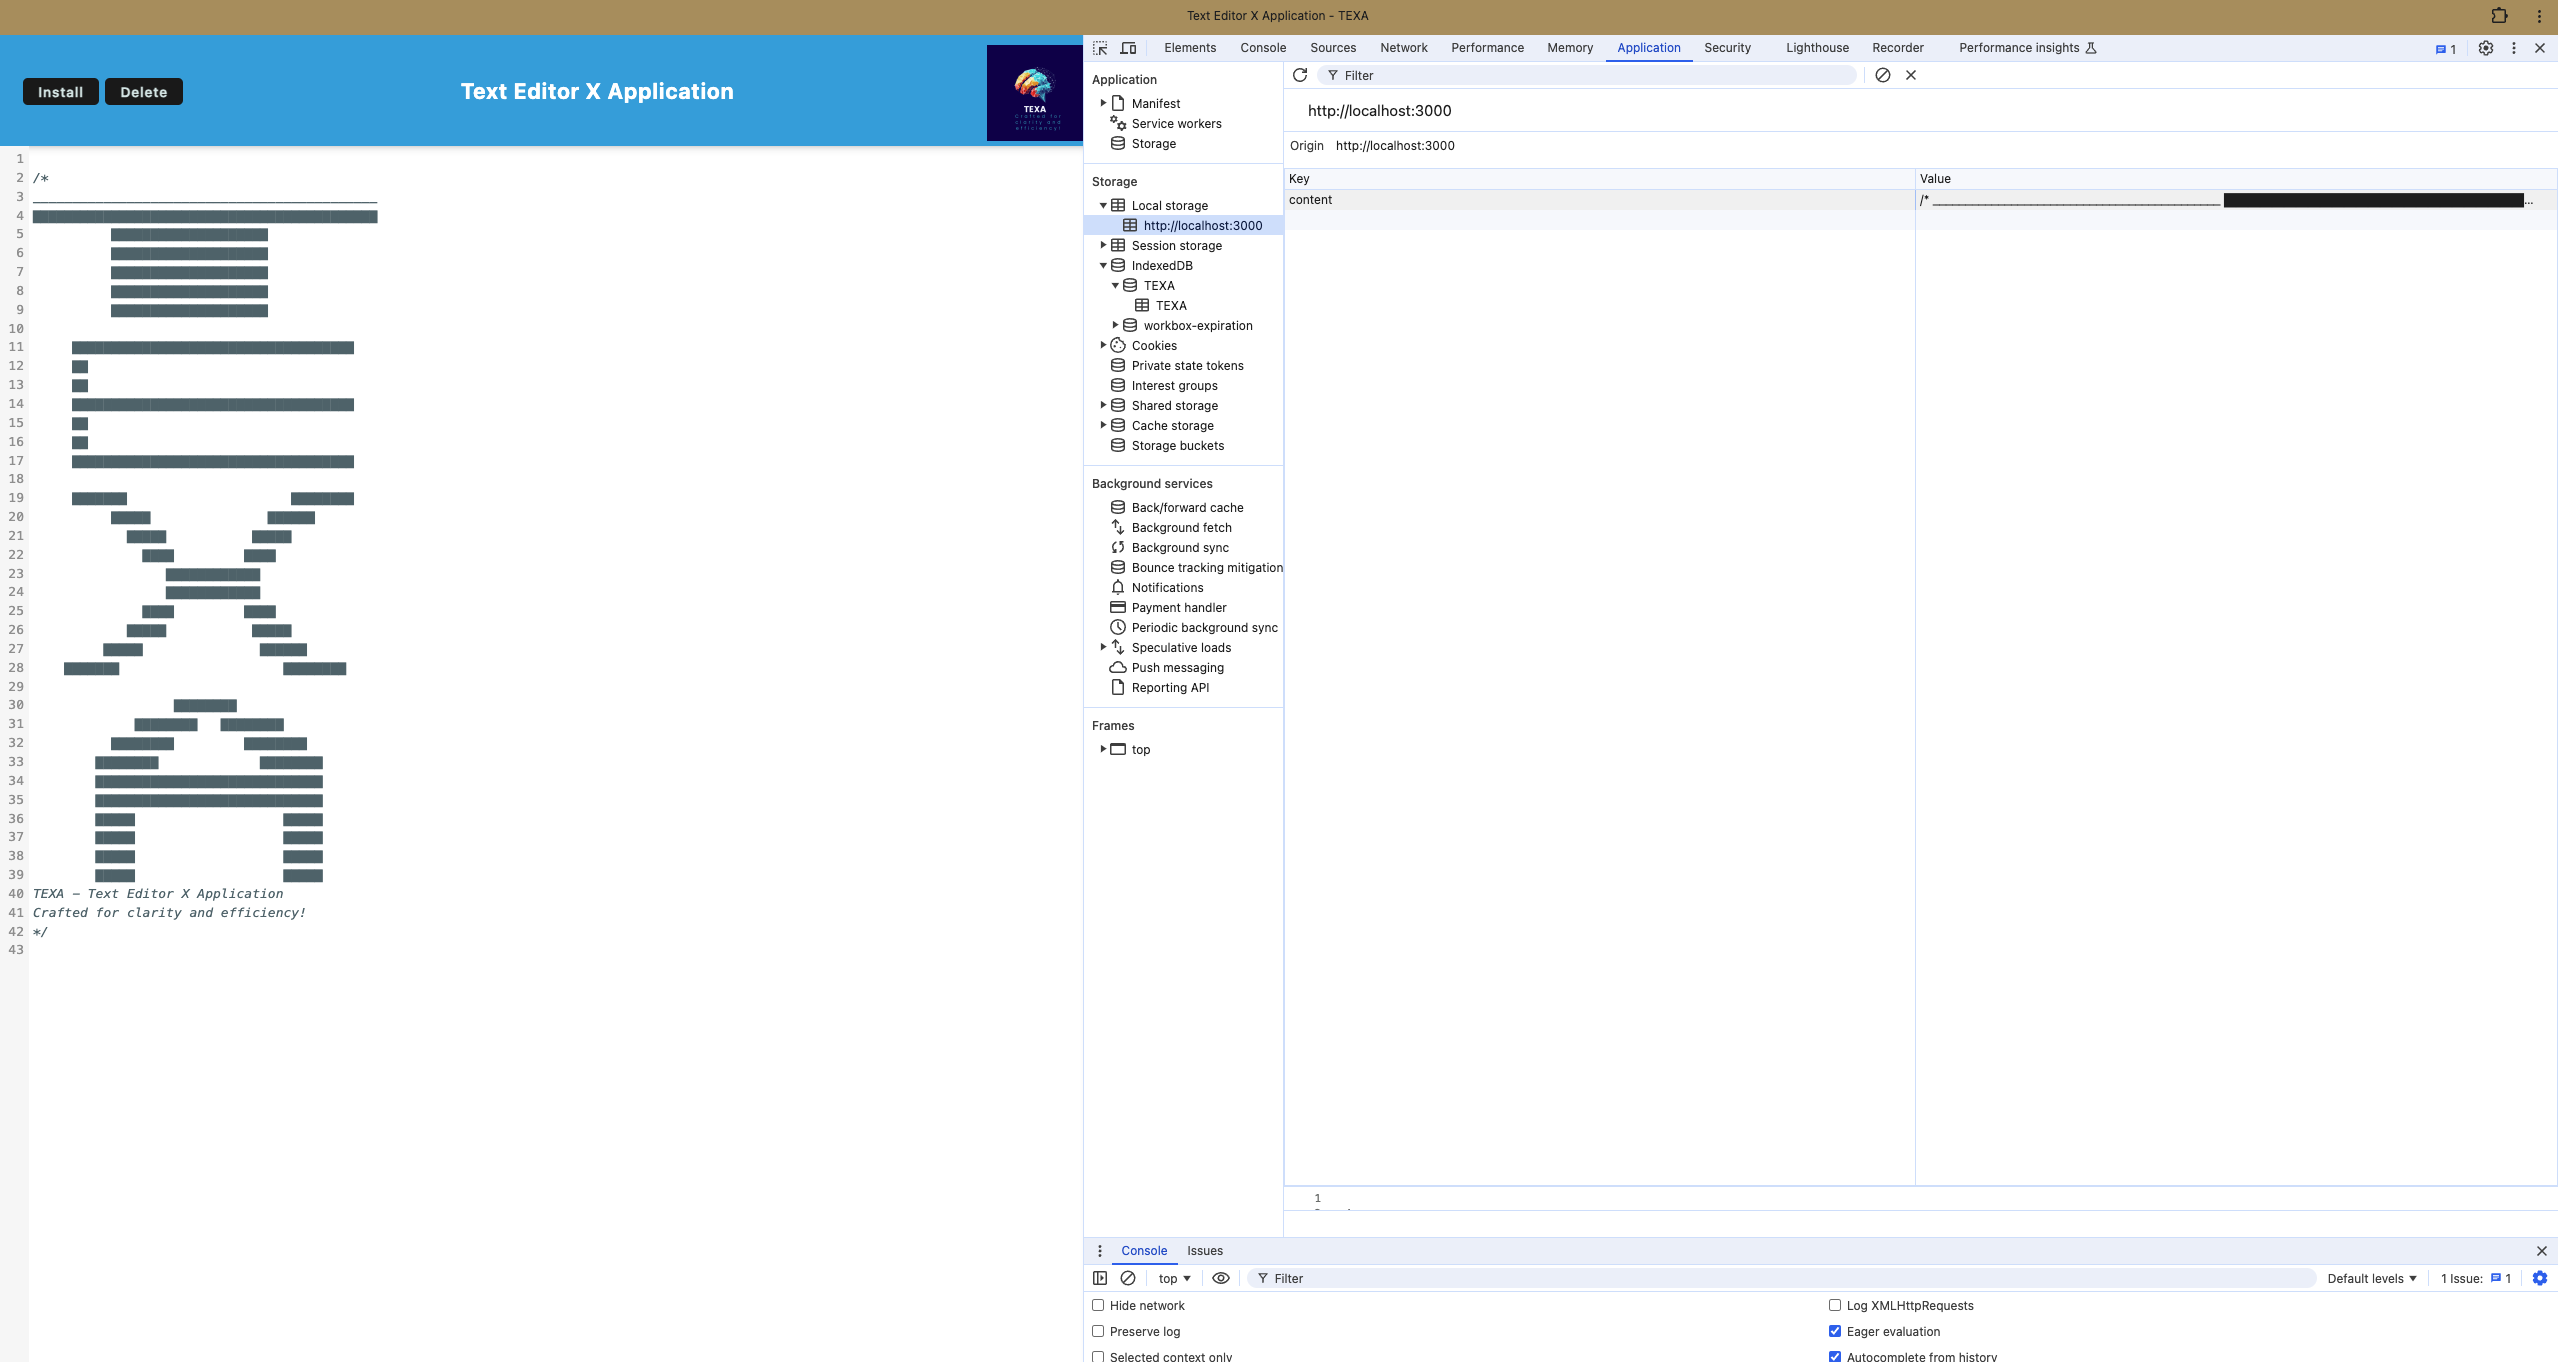 Text Editor X Application - TEXA
Install
Delete
Text Editor X Application
TEXA
Crafted for
clarity and
efficiency!
1
2 /*
3 ____________________________________________
4
5
6
7
8
9
10
11
12
13
14
15
16
17
18
19
20
21
22
23
24
25
26
27
28
29
30
31
32
33
34
35
36
37
38
39
40 TEXA – Text Editor X Application
41 Crafted for clarity and efficiency!
42 */
43
Elements Console Sources Network Performance Memory Application Security Lighthouse Recorder Performance insights 1
Application
Manifest
Service workers
Storage
Storage
Local storage
http://localhost:3000
Session storage
IndexedDB
TEXA
TEXA
workbox-expiration
Cookies
Private state tokens
Interest groups
Shared storage
Cache storage
Storage buckets
Background services
Back/forward cache
Background fetch
Background sync
Bounce tracking mitigation
Notifications
Payment handler
Periodic background sync
Speculative loads
Push messaging
Reporting API
Frames
top
Filter
http://localhost:3000
Origin http://localhost:3000
Key Value
content /* ____________________________________________ ...
1
Console Issues
top Filter Default levels 1 Issue: 1
Hide network
Log XMLHttpRequests
Preserve log
Eager evaluation
Selected context only
Autocomplete from history